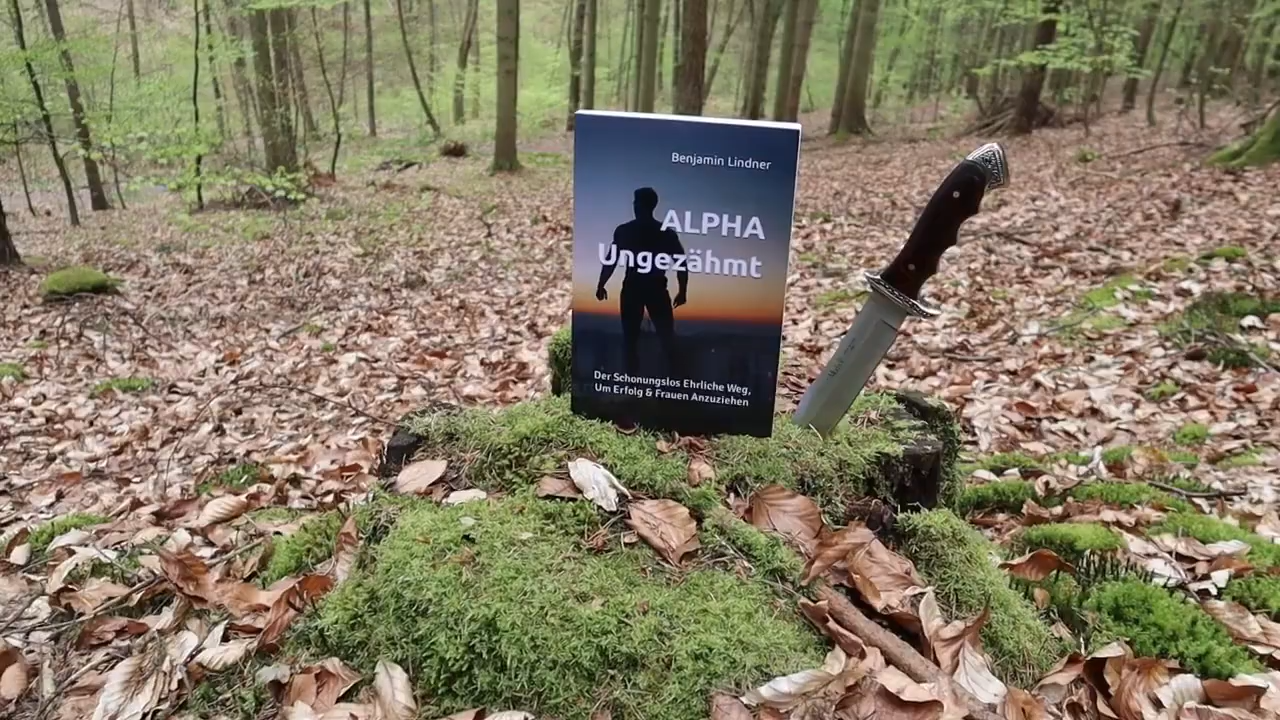 Benjamin Lindner
ALPHA
Ungezähmt
Der Schonungslos Ehrliche Weg,
Um Erfolg & Frauen Anzuziehen